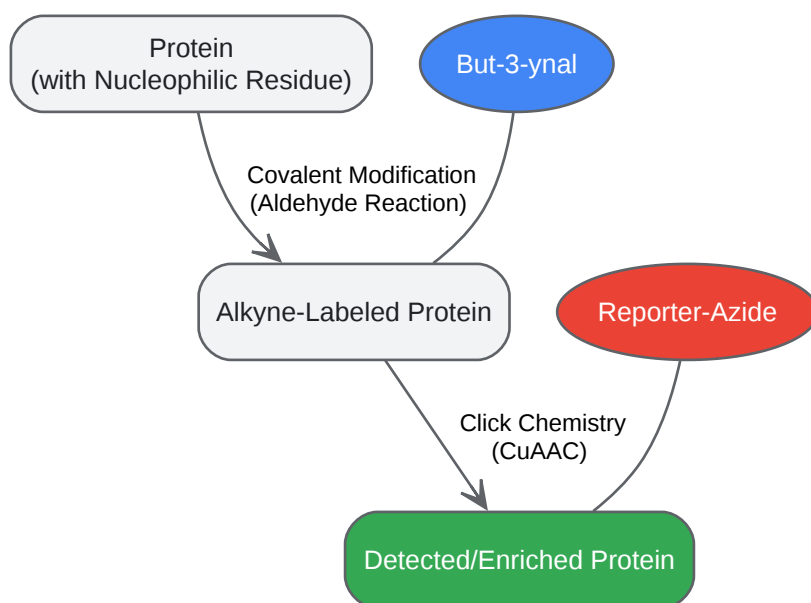 Protein
(with Nucleophilic Residue)
But-3-ynal
Covalent Modification
(Aldehyde Reaction)
Alkyne-Labeled Protein
Reporter-Azide
Click Chemistry
(CuAAC)
Detected/Enriched Protein